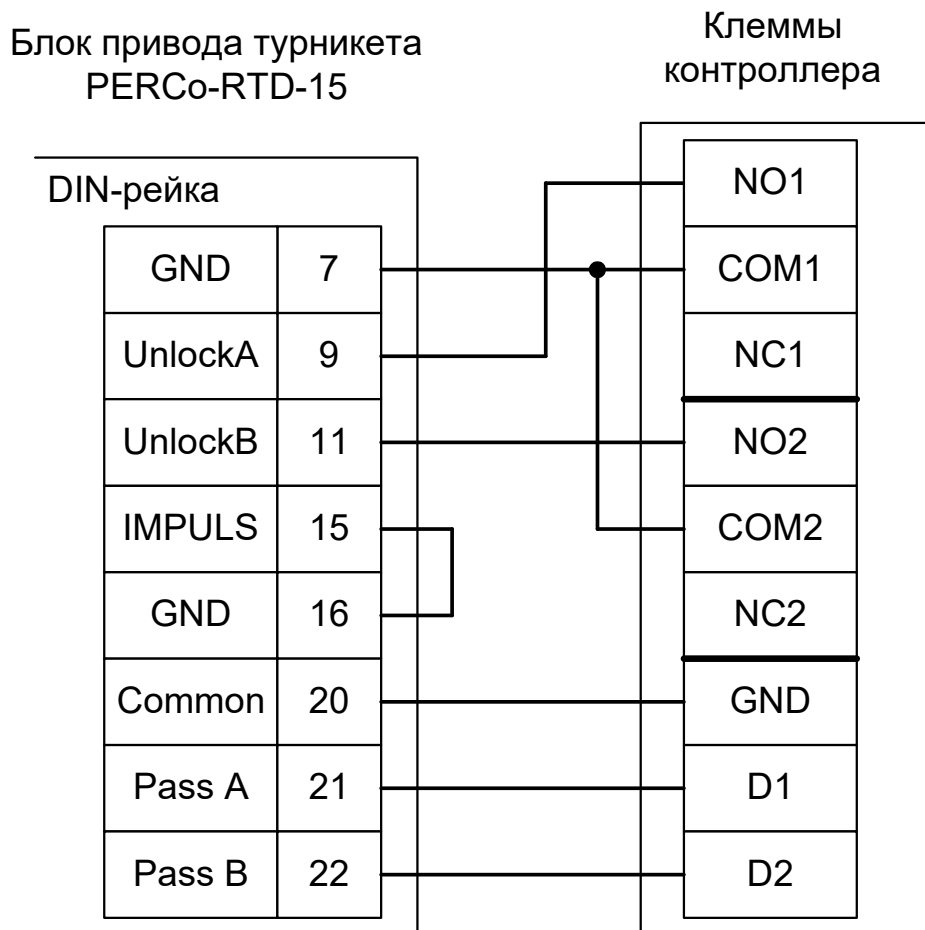 Блок привода турникета
PERCo-RTD-15
Клеммы
контроллера
DIN-рейка
GND 7
UnlockA 9
UnlockB 11
IMPULS 15
GND 16
Common 20
Pass A 21
Pass B 22
NO1
COM1
NC1
NO2
COM2
NC2
GND
D1
D2